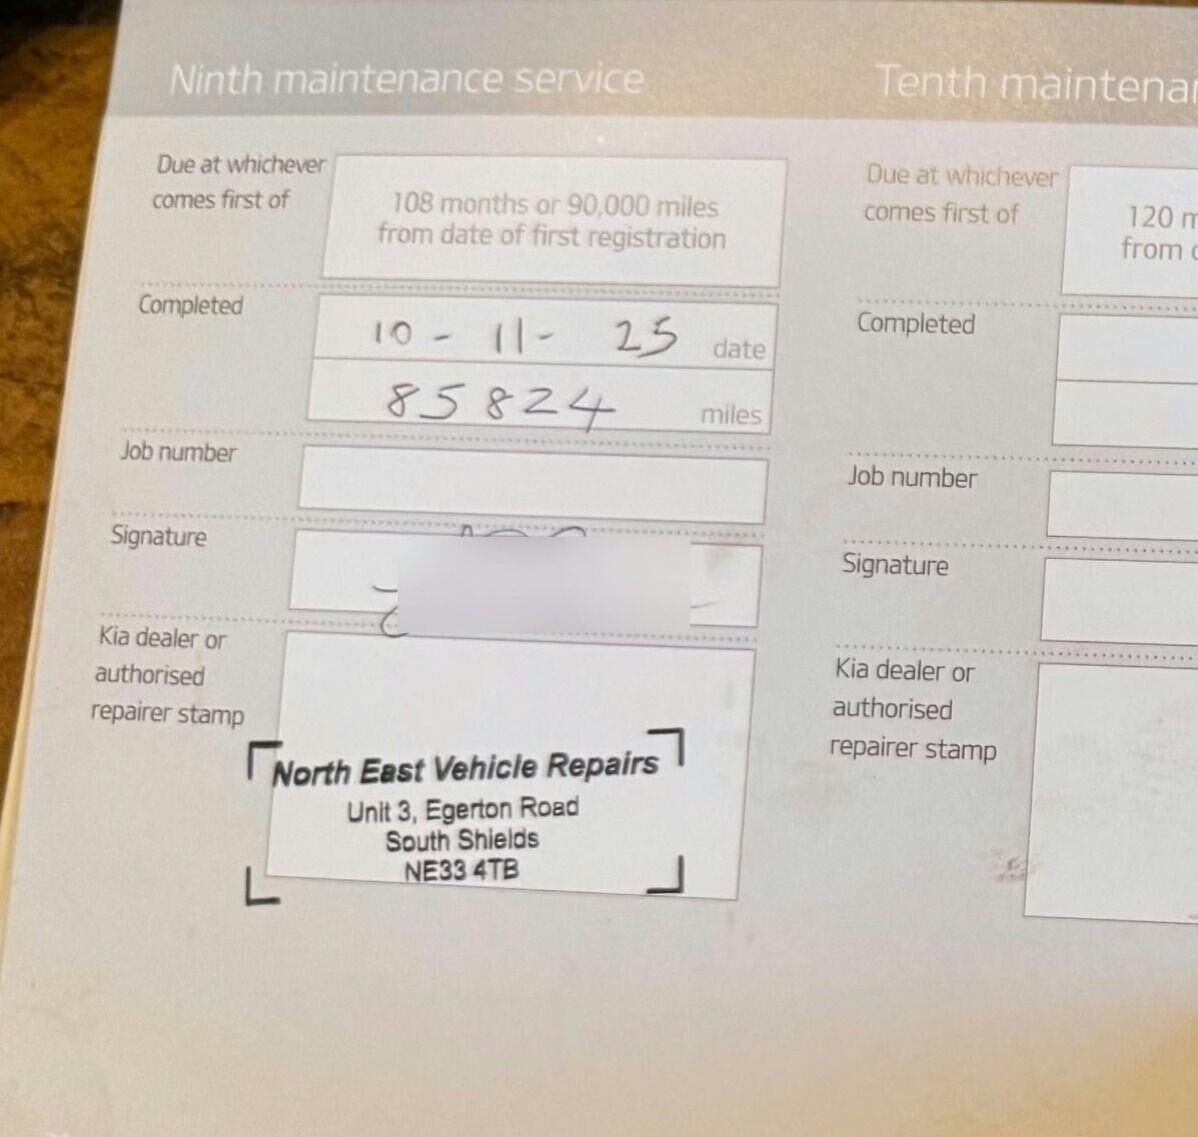 Ninth maintenance service
Due at whichever
comes first of
108 months or 90,000 miles
from date of first registration
Completed
10 - 11 - 25 date
85824 miles
Job number
Signature
Kia dealer or
authorised
repairer stamp
North East Vehicle Repairs
Unit 3, Egerton Road
South Shields
NE33 4TB
Tenth maintenan
Due at whichever
comes first of
120 m
from
Completed
Job number
Signature
Kia dealer or
authorised
repairer stamp